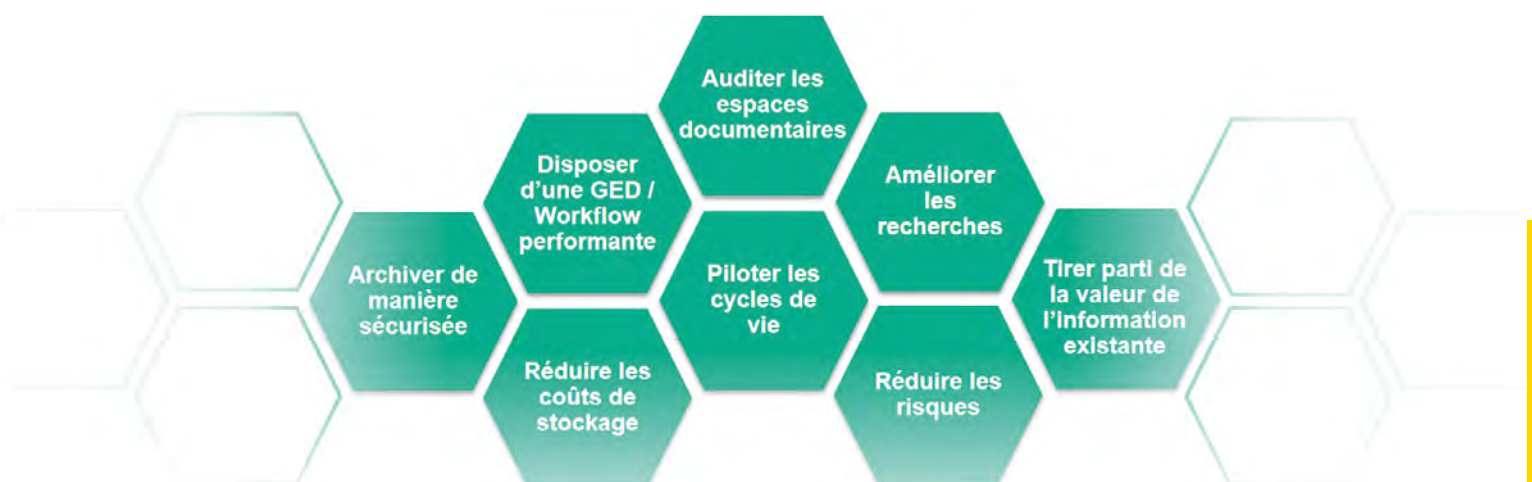 Auditer les
espaces
documentaires
Disposer
d'une GED /
Workflow
performante
Améliorer
les
recherches
Archiver de
manière
sécurisée
Piloter les
cycles de
vie
Tirer parti de
la valeur de
l'information
existante
Réduire les
coûts de
stockage
Réduire les
risques